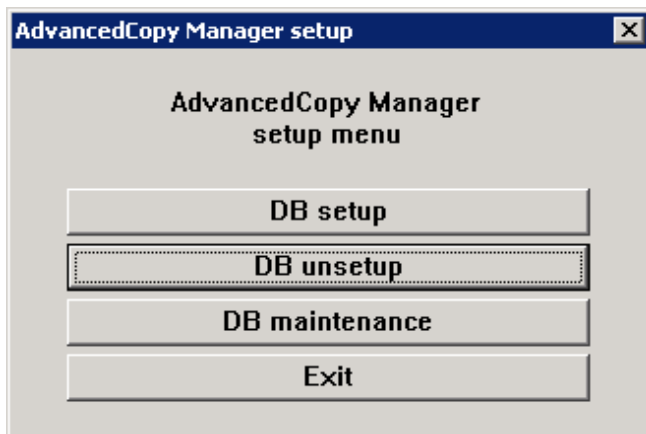 AdvancedCopy Manager setup
AdvancedCopy Manager
setup menu
DB setup
DB unsetup
DB maintenance
Exit